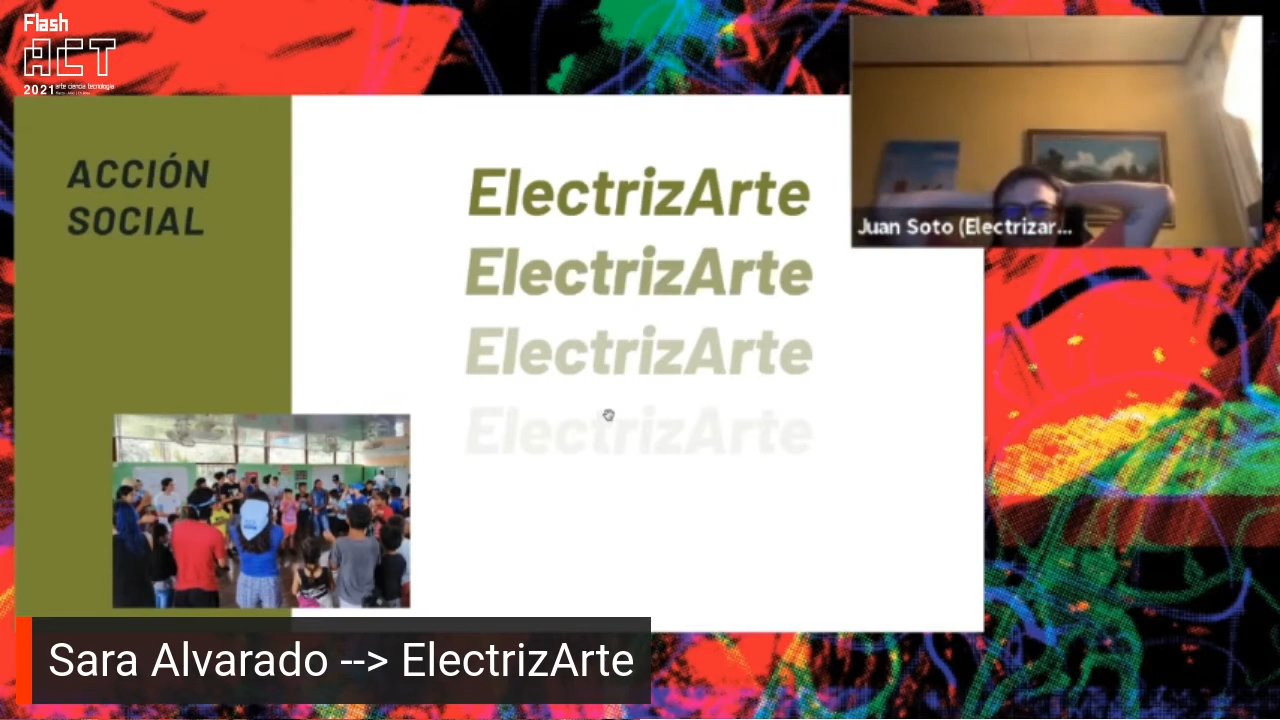 Flash
ACT
2021 arte ciencia tecnología
ACCIÓN
SOCIAL
ElectrizArte
ElectrizArte
ElectrizArte
ElectrizArte
Juan Soto (Electrizar...
Sara Alvarado --> ElectrizArte